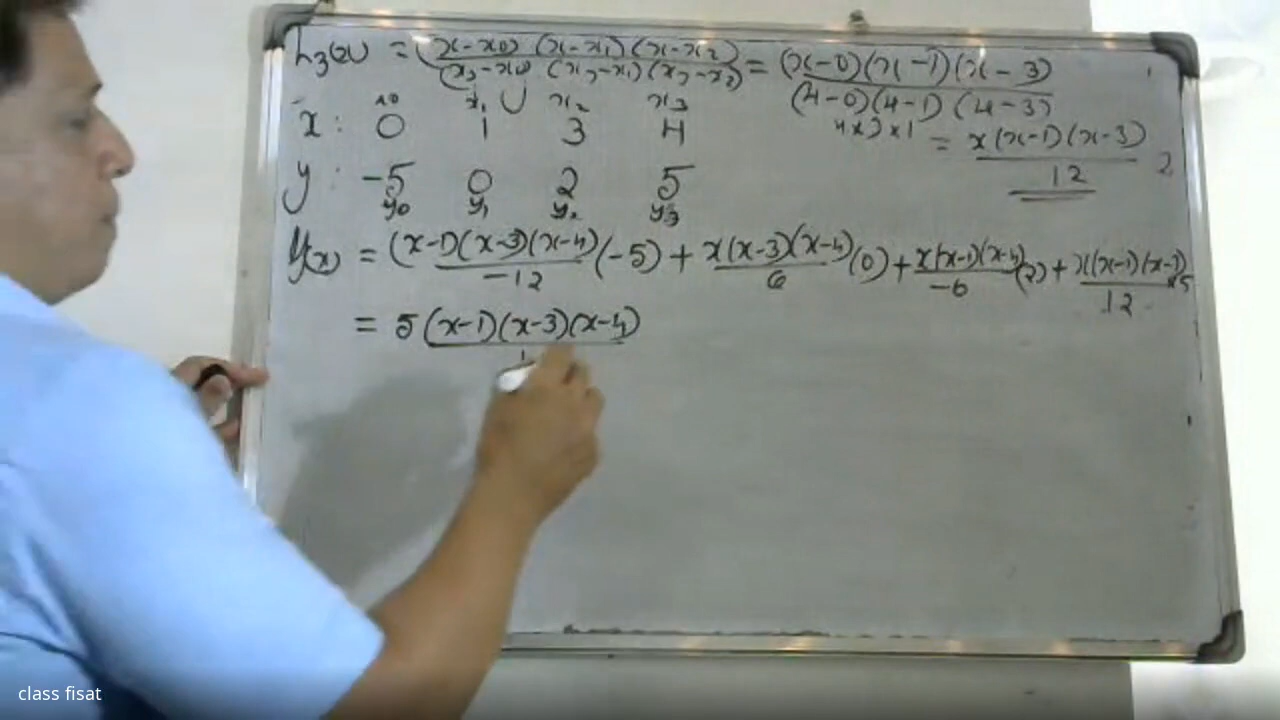 L₃(x) = (x-x₀)(x-x₁)(x-x₂) / (x₃-x₀)(x₃-x₁)(x₃-x₂) = (x-0)(x-1)(x-3) / (4-0)(4-1)(4-3)
x₀ x₁ x₂ x₃
x : 0 1 3 4
4×3×1 = x(x-1)(x-3) / 12
y : -5 0 2 5
y₀ y₁ y₂ y₃
y(x) = (x-1)(x-3)(x-4) / -12 (-5) + x(x-3)(x-4) / 6 (0) + x(x-1)(x-4) / -6 (2) + x(x-1)(x-3) / 12 ×5
= 5(x-1)(x-3)(x-4) / 1
class fisat